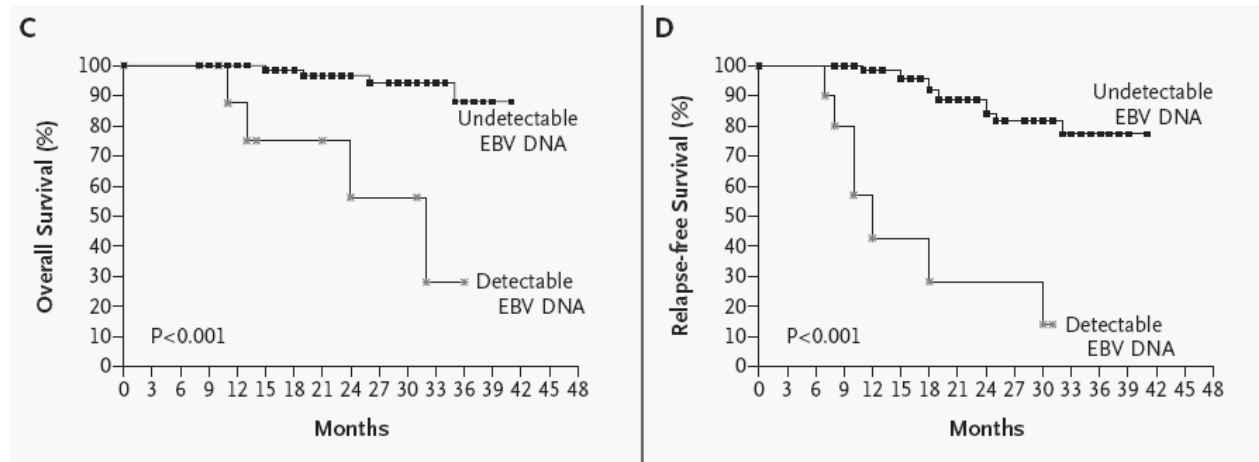 C
Overall Survival (%)
100
90
80
70
60
50
40
30
20
10
0
Undetectable
EBV DNA
Detectable
EBV DNA
P<0.001
0 3 6 9 12 15 18 21 24 27 30 33 36 39 42 45 48
Months
D
Relapse-free Survival (%)
100
90
80
70
60
50
40
30
20
10
0
Undetectable
EBV DNA
Detectable
EBV DNA
P<0.001
0 3 6 9 12 15 18 21 24 27 30 33 36 39 42 45 48
Months